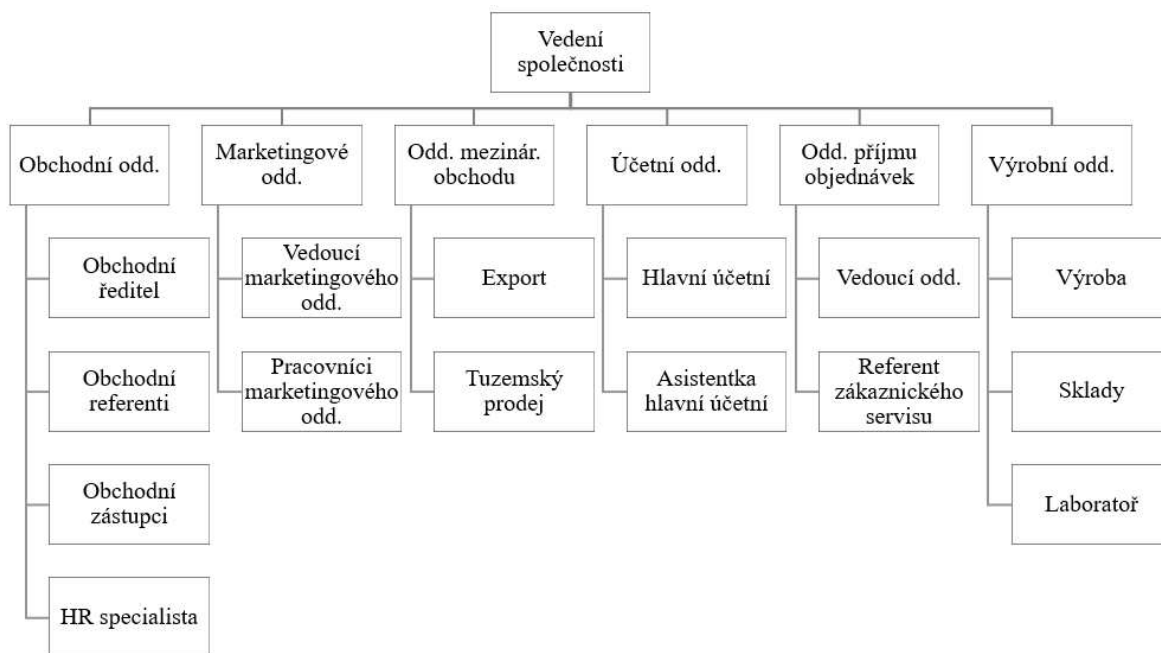 Vedení
společnosti
Obchodní odd.
Marketingové
odd.
Odd. mezinár.
obchodu
Účetní odd.
Odd. příjmu
objednávek
Výrobní odd.
Obchodní
ředitel
Vedoucí
marketingového
odd.
Export
Hlavní účetní
Vedoucí odd.
Výroba
Obchodní
referenti
Pracovníci
marketingového
odd.
Tuzemský
prodej
Asistentka
hlavní účetní
Referent
zákaznického
servisu
Sklady
Obchodní
zástupci
Laboratoř
HR specialista